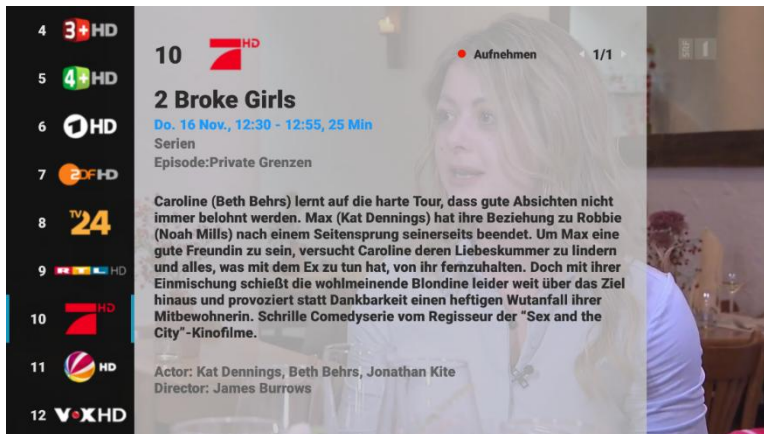 4 3+ HD
5 4+ HD
6 1 HD
7 2DF HD
8 TV 24
9 RTL HD
10 7 HD
11 HD
12 VOX HD
10 7 HD
Aufnehmen
1/1
SRF 1
2 Broke Girls
Do. 16 Nov., 12:30 - 12:55, 25 Min
Serien
Episode:Private Grenzen
Caroline (Beth Behrs) lernt auf die harte Tour, dass gute Absichten nicht
immer belohnt werden. Max (Kat Dennings) hat ihre Beziehung zu Robbie
(Noah Mills) nach einem Seitensprung seinerseits beendet. Um Max eine
gute Freundin zu sein, versucht Caroline deren Liebeskummer zu lindern
und alles, was mit dem Ex zu tun hat, von ihr fernzuhalten. Doch mit ihrer
Einmischung schießt die wohlmeinende Blondine leider weit über das Ziel
hinaus und provoziert statt Dankbarkeit einen heftigen Wutanfall ihrer
Mitbewohnerin. Schrille Comedyserie vom Regisseur der "Sex and the
City"-Kinofilme.
Actor: Kat Dennings, Beth Behrs, Jonathan Kite
Director: James Burrows